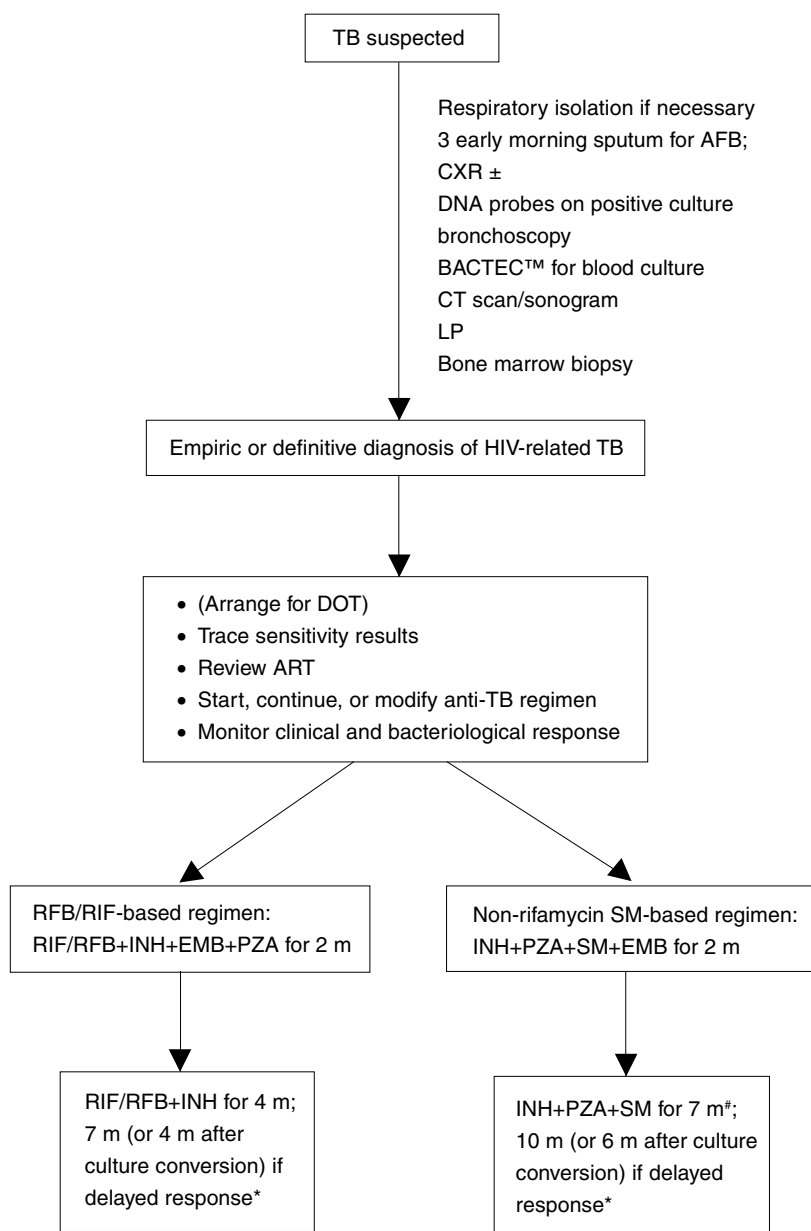 TB suspected
Respiratory isolation if necessary
3 early morning sputum for AFB;
CXR ±
DNA probes on positive culture
bronchoscopy
BACTEC™ for blood culture
CT scan/sonogram
LP
Bone marrow biopsy
Empiric or definitive diagnosis of HIV-related TB
• (Arrange for DOT)
• Trace sensitivity results
• Review ART
• Start, continue, or modify anti-TB regimen
• Monitor clinical and bacteriological response
RFB/RIF-based regimen:
RIF/RFB+INH+EMB+PZA for 2 m
Non-rifamycin SM-based regimen:
INH+PZA+SM+EMB for 2 m
RIF/RFB+INH for 4 m;
7 m (or 4 m after
culture conversion) if
delayed response*
INH+PZA+SM for 7 m#;
10 m (or 6 m after culture
conversion) if delayed
response*